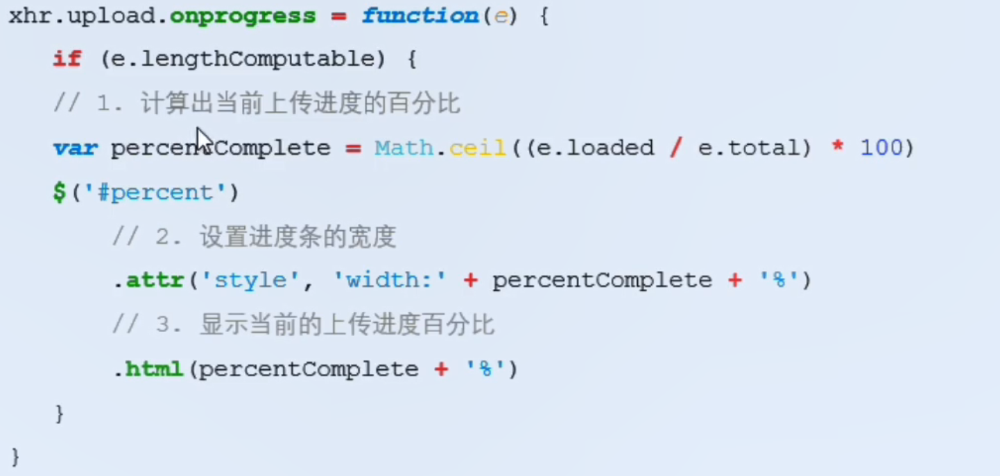 xhr.upload.onprogress = function(e) {
if (e.lengthComputable) {
// 1. 计算出当前上传进度的百分比
var percentComplete = Math.ceil((e.loaded / e.total) * 100)
$('#percent')
// 2. 设置进度条的宽度
.attr('style', 'width:' + percentComplete + '%')
// 3. 显示当前的上传进度百分比
.html(percentComplete + '%')
}
}